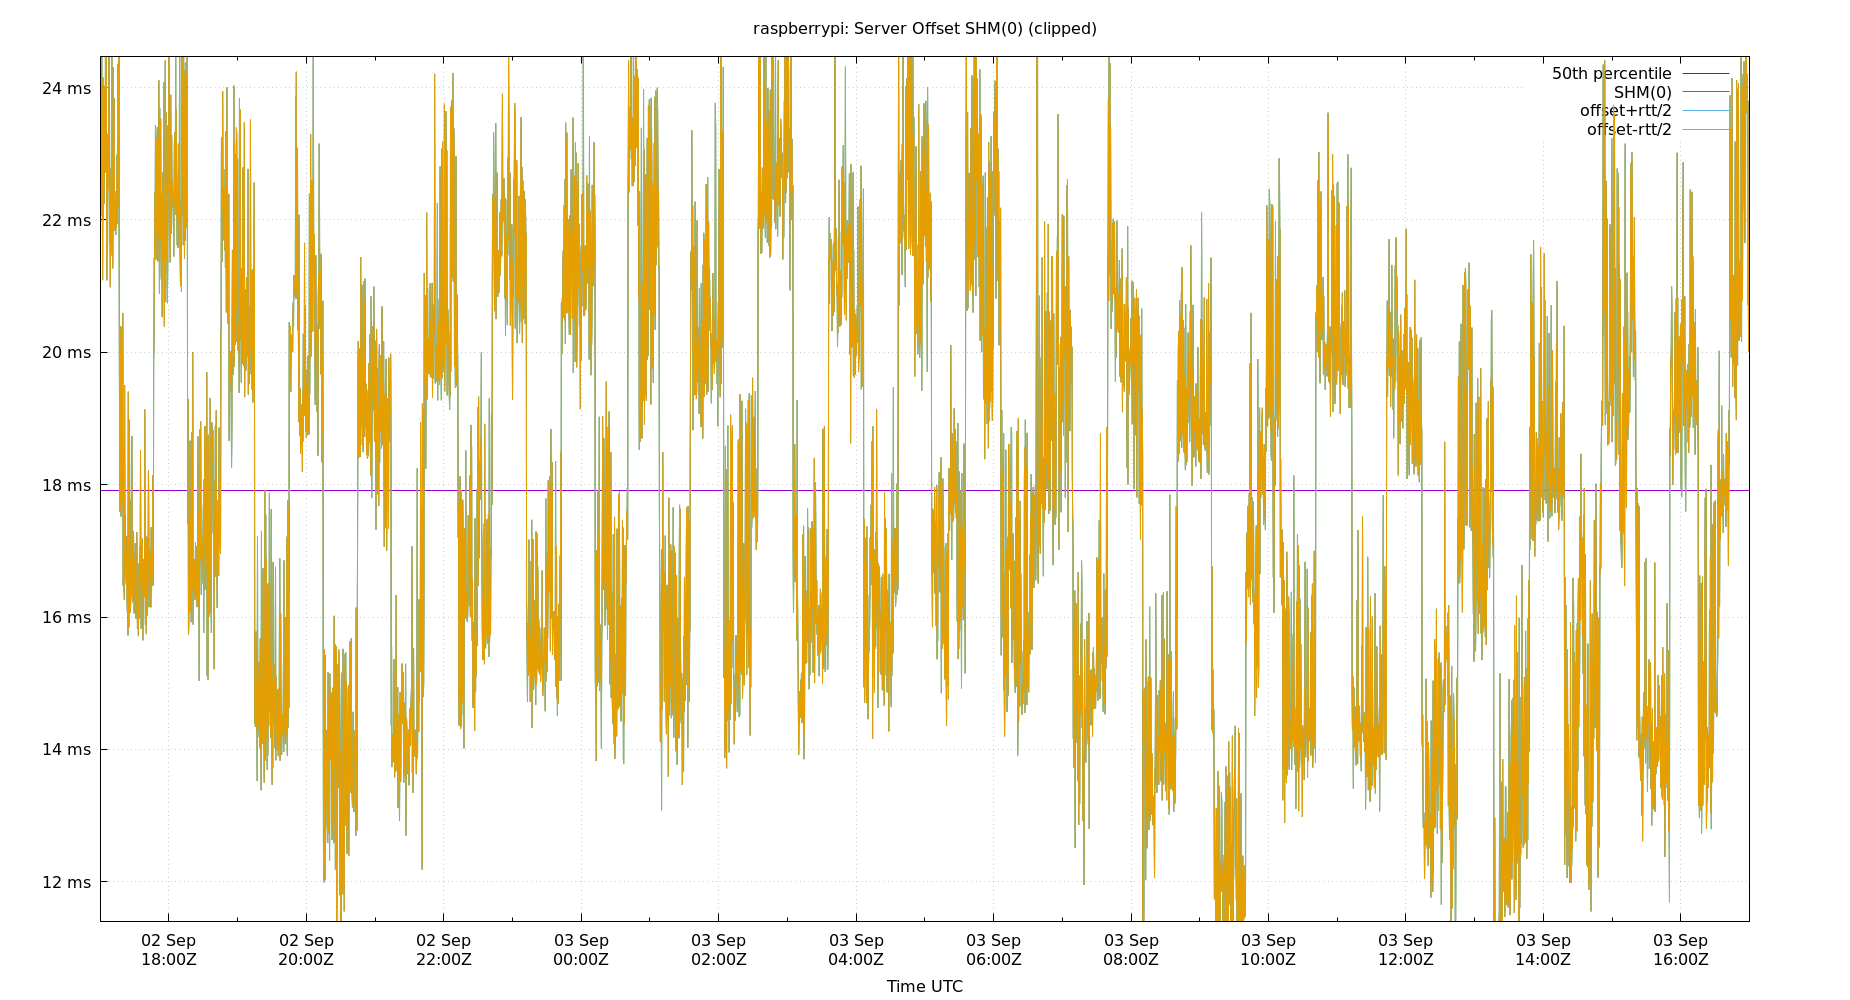 raspberrypi: Server Offset SHM(0) (clipped)
24 ms
22 ms
20 ms
18 ms
16 ms
14 ms
12 ms
50th percentile
SHM(0)
offset+rtt/2
offset-rtt/2
02 Sep 02 Sep 02 Sep 03 Sep 03 Sep 03 Sep 03 Sep 03 Sep 03 Sep 03 Sep 03 Sep 03 Sep
18:00Z 20:00Z 22:00Z 00:00Z 02:00Z 04:00Z 06:00Z 08:00Z 10:00Z 12:00Z 14:00Z 16:00Z
Time UTC